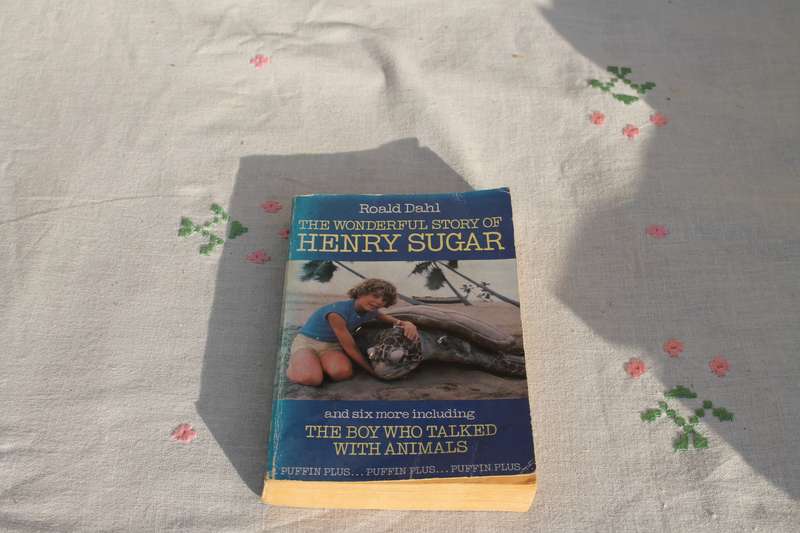 Roald Dahl
THE WONDERFUL STORY OF
HENRY SUGAR
and six more including
THE BOY WHO TALKED
WITH ANIMALS
PUFFIN PLUS... PUFFIN PLUS... PUFFIN PLUS...